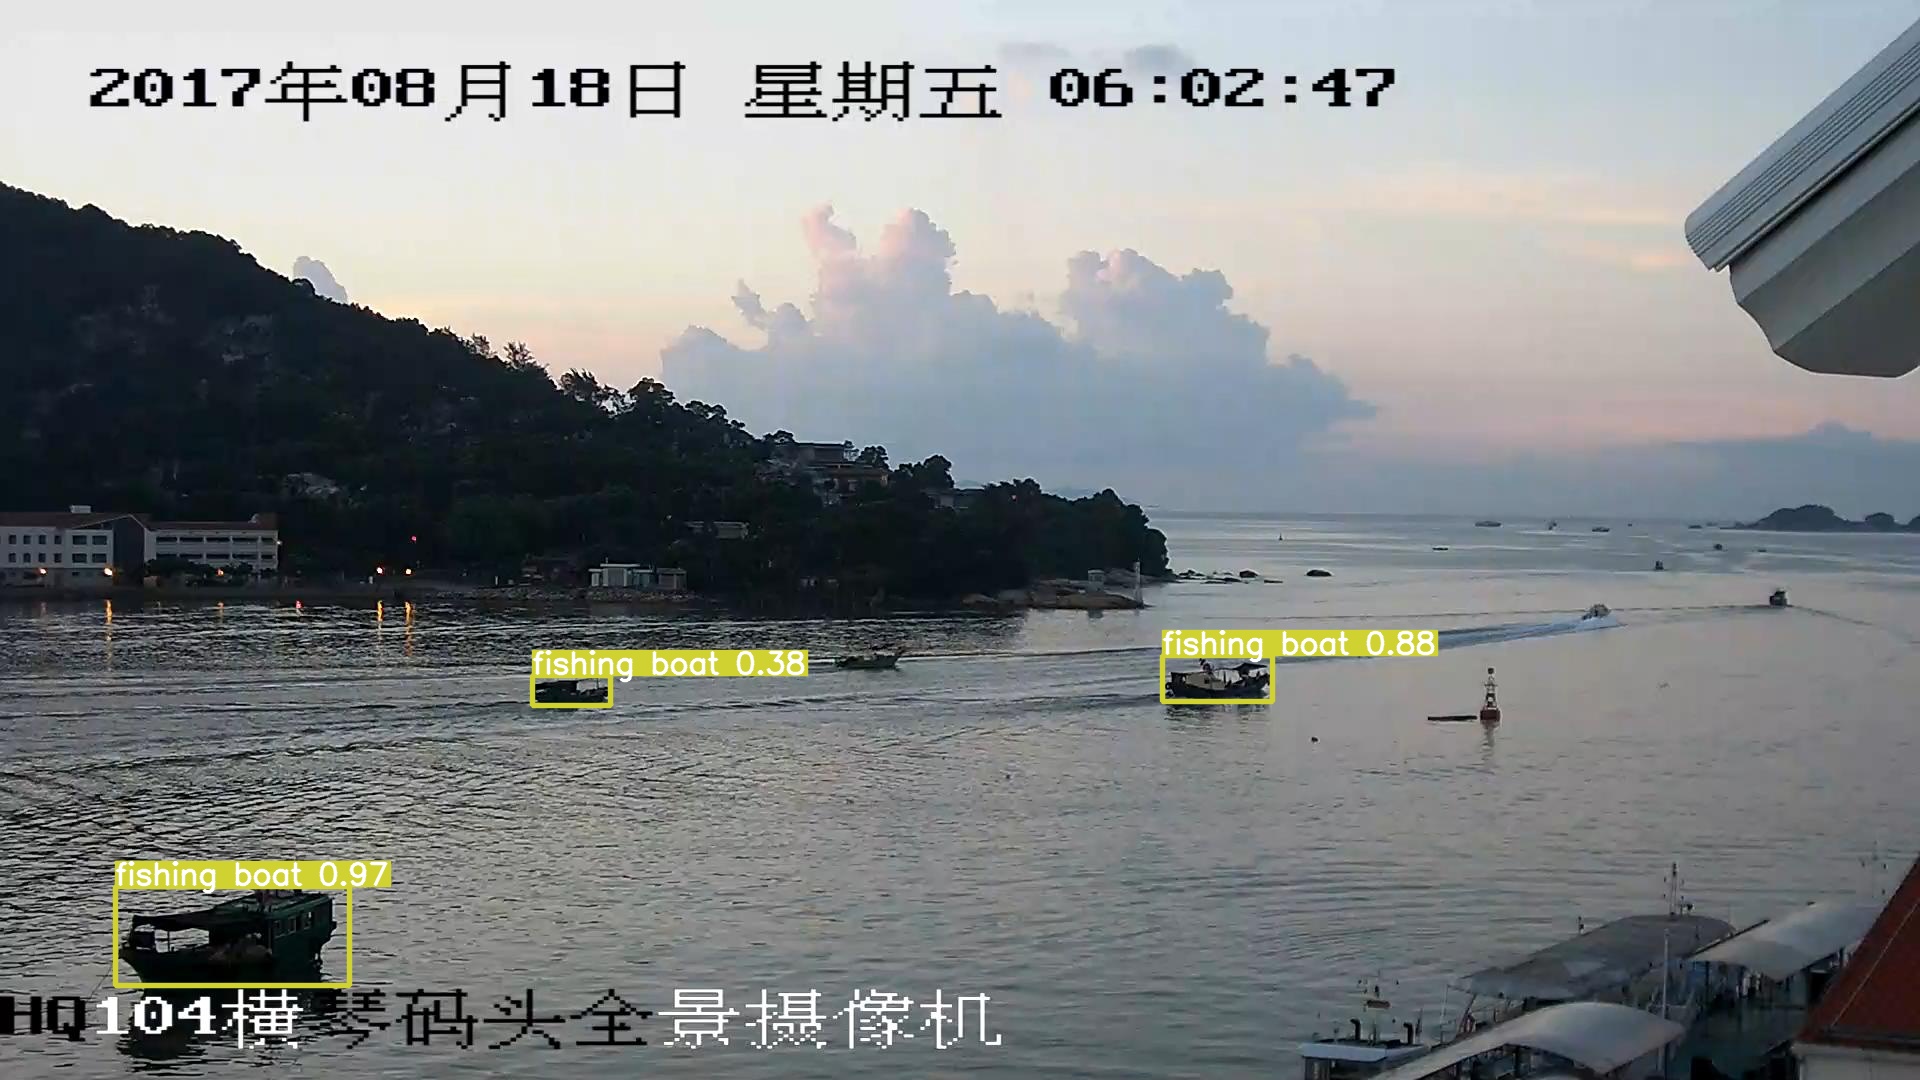 2017年08月18日 星期五 06:02:47
fishing boat 0.88
fishing boat 0.38
fishing boat 0.97
HQ104横琴码头全景摄像机